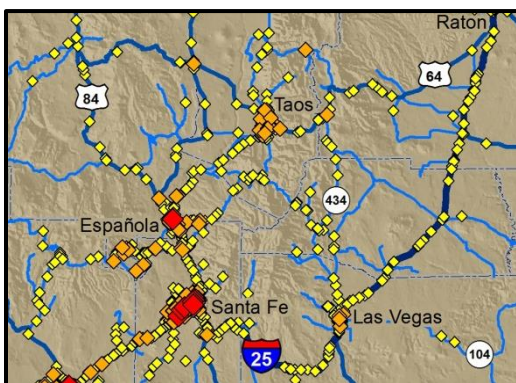 Raton
64
84
Taos
434
Española
Santa Fe
Las Vegas
25
104